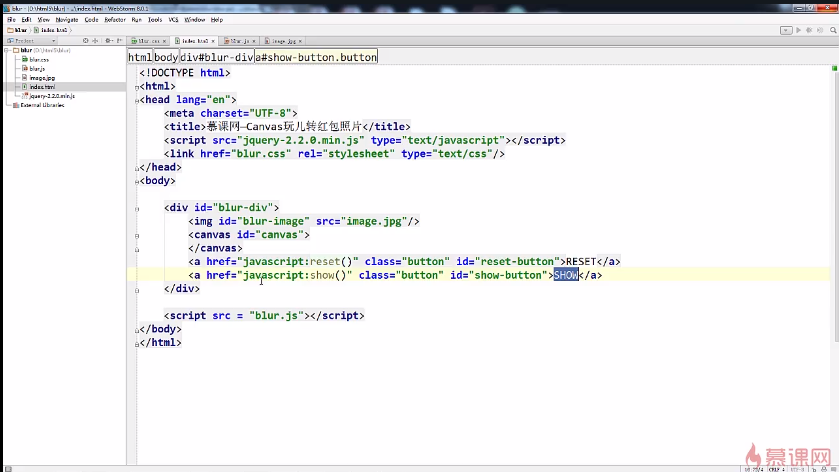 blur - [D:\html5\blur] - ...\index.html - WebStorm 8.0.1
File Edit View Navigate Code Refactor Run Tools VCS Window Help
blur index.html
Project
blur.css index.html blur.js image.jpg
blur (D:\html5\blur)
blur.css
blur.js
image.jpg
index.html
jquery-2.2.0.min.js
External Libraries
html body div#blur-div a#show-button.button
<!DOCTYPE html>
<html>
<head lang="en">
<meta charset="UTF-8">
<title>慕课网—Canvas玩儿转红包照片</title>
<script src="jquery-2.2.0.min.js" type="text/javascript"></script>
<link href="blur.css" rel="stylesheet" type="text/css"/>
</head>
<body>
<div id="blur-div">
<img id="blur-image" src="image.jpg"/>
<canvas id="canvas">
</canvas>
<a href="javascript:reset()" class="button" id="reset-button">RESET</a>
<a href="javascript:show()" class="button" id="show-button">SHOW</a>
</div>
<script src = "blur.js"></script>
</body>
</html>
慕课网